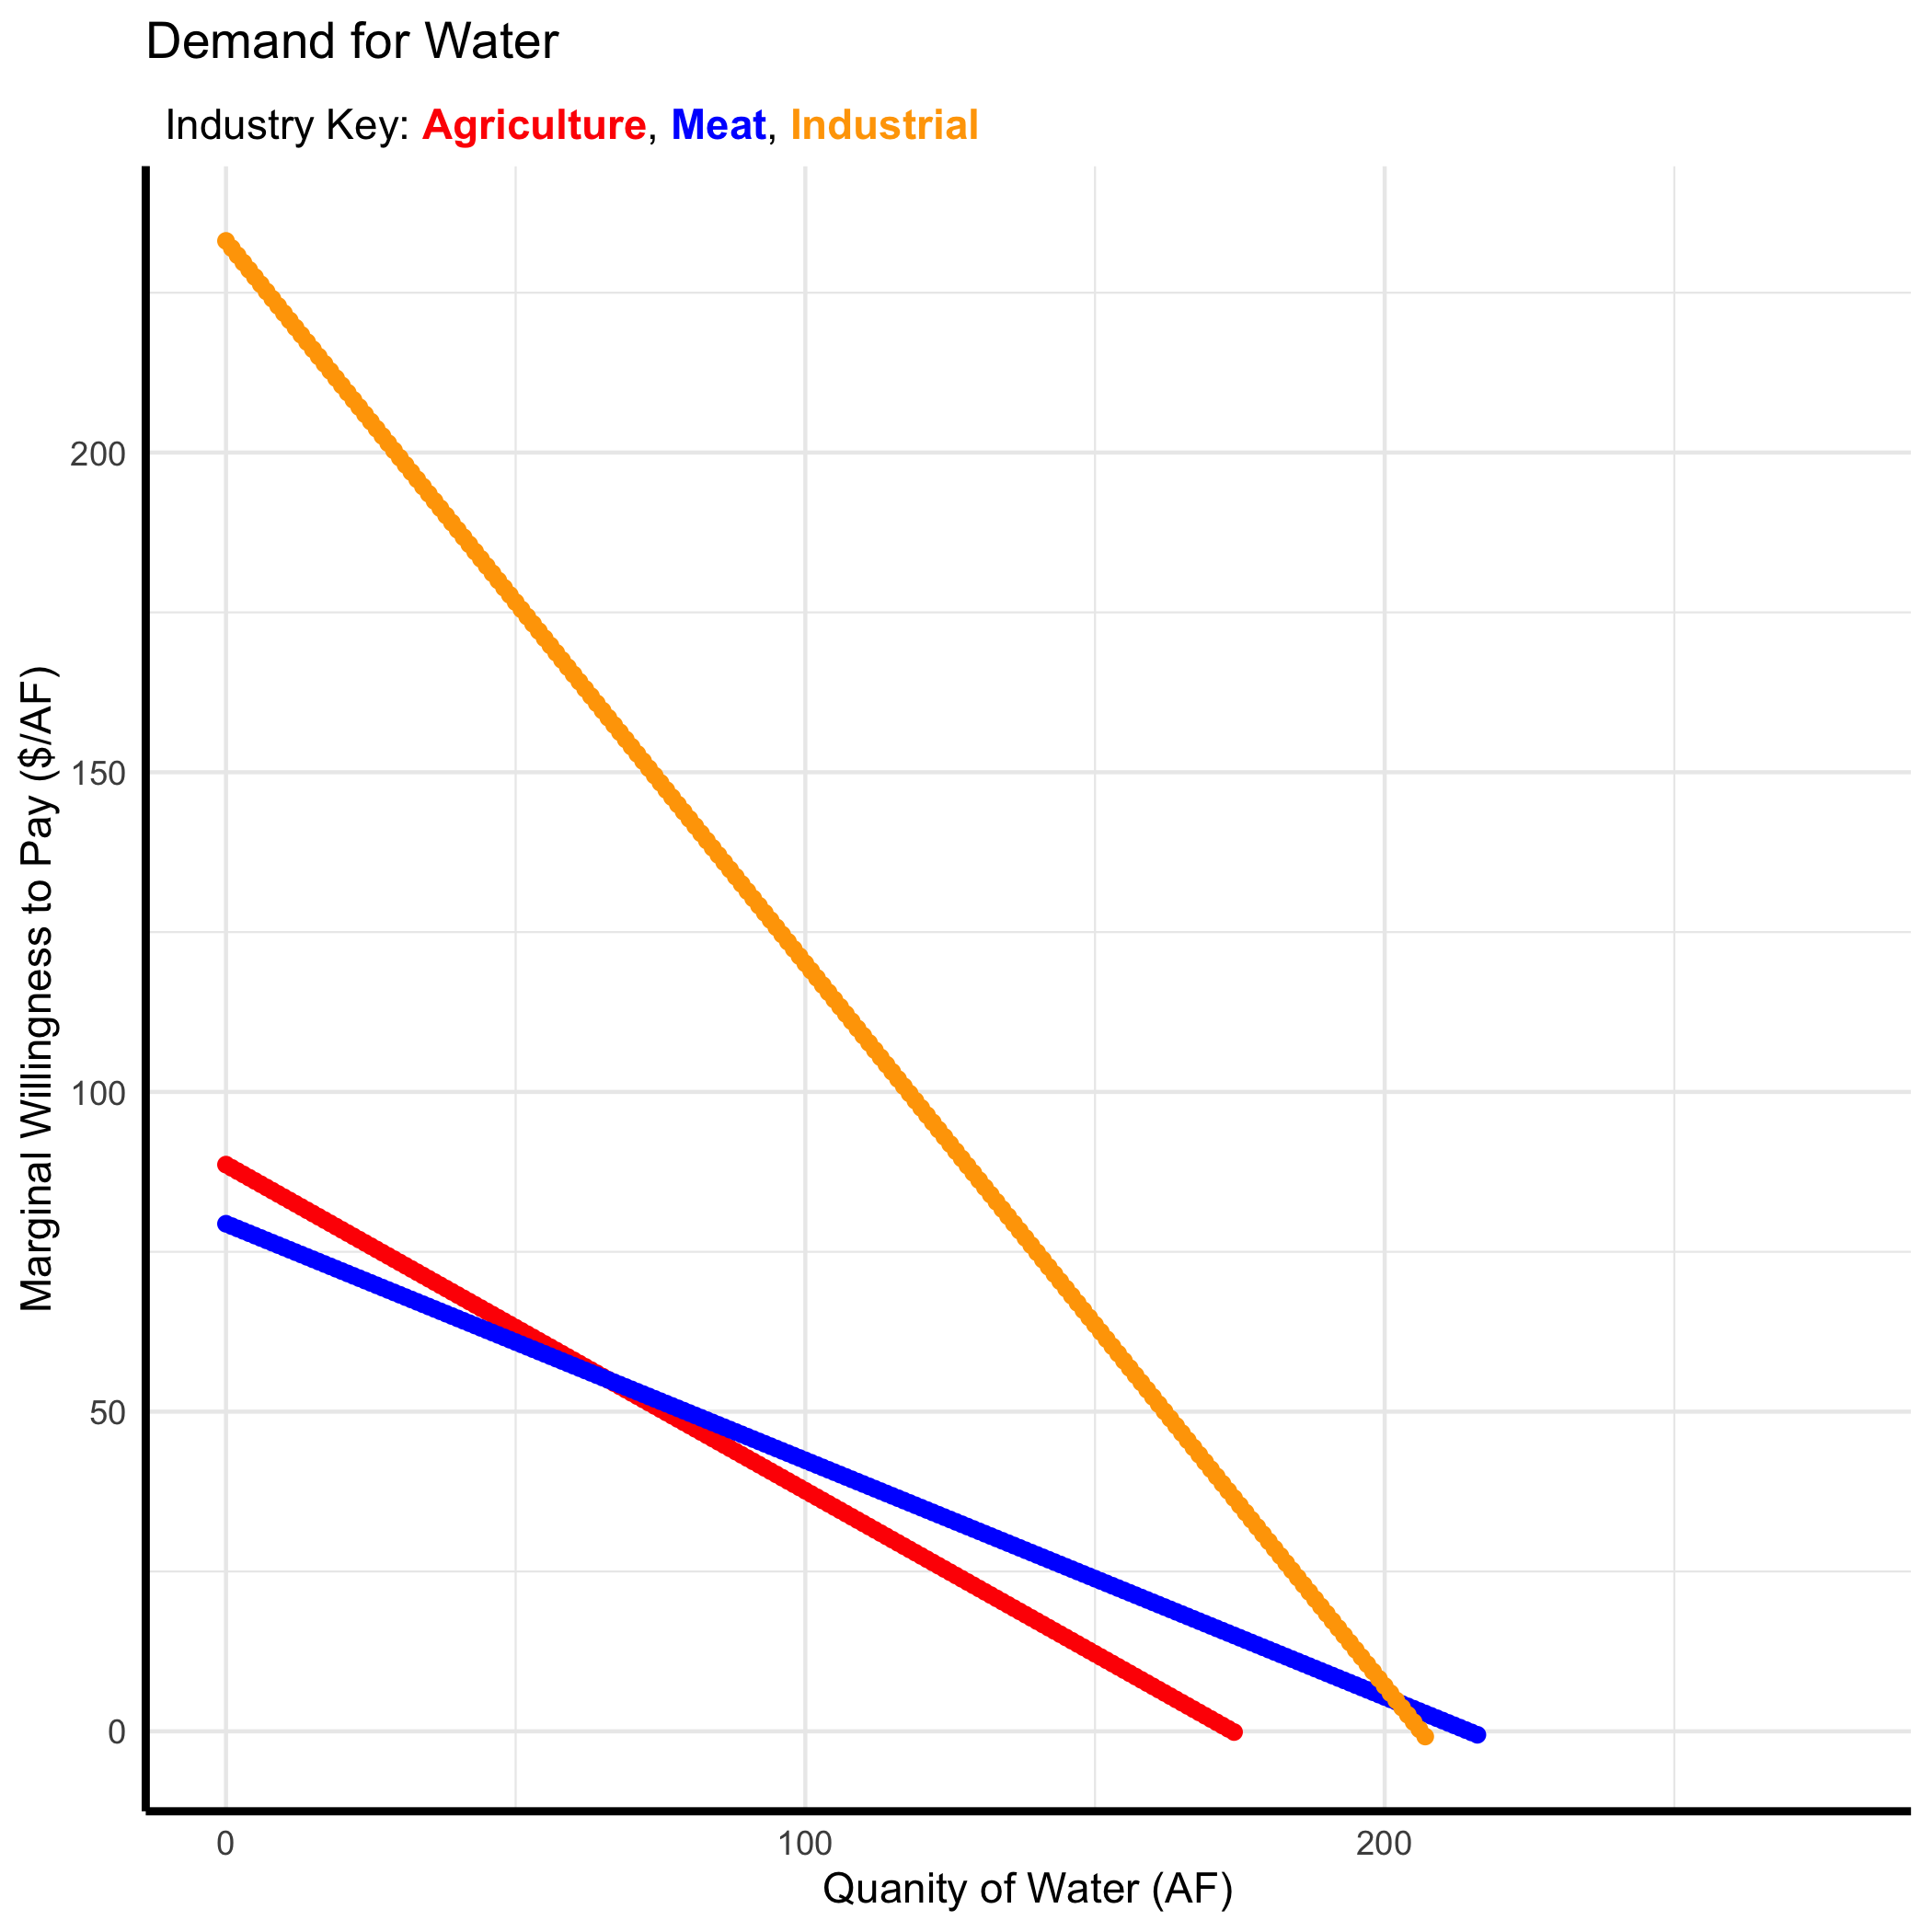 Demand for Water
Industry Key: Agriculture, Meat, Industrial
Marginal Willingness to Pay ($/AF)
200
150
100
50
0
0 100 200
Quanity of Water (AF)